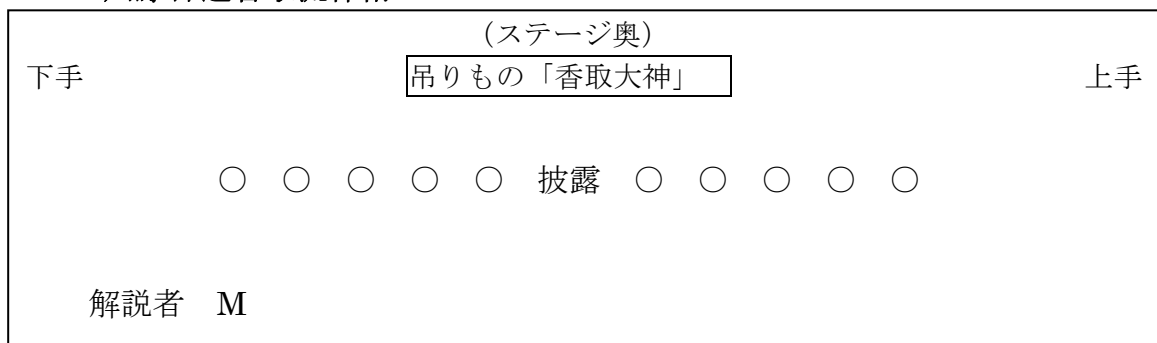 (ステージ奥)
下手 吊りもの「香取大神」 上手
○ ○ ○ ○ ○ 披露 ○ ○ ○ ○ ○
解説者 M